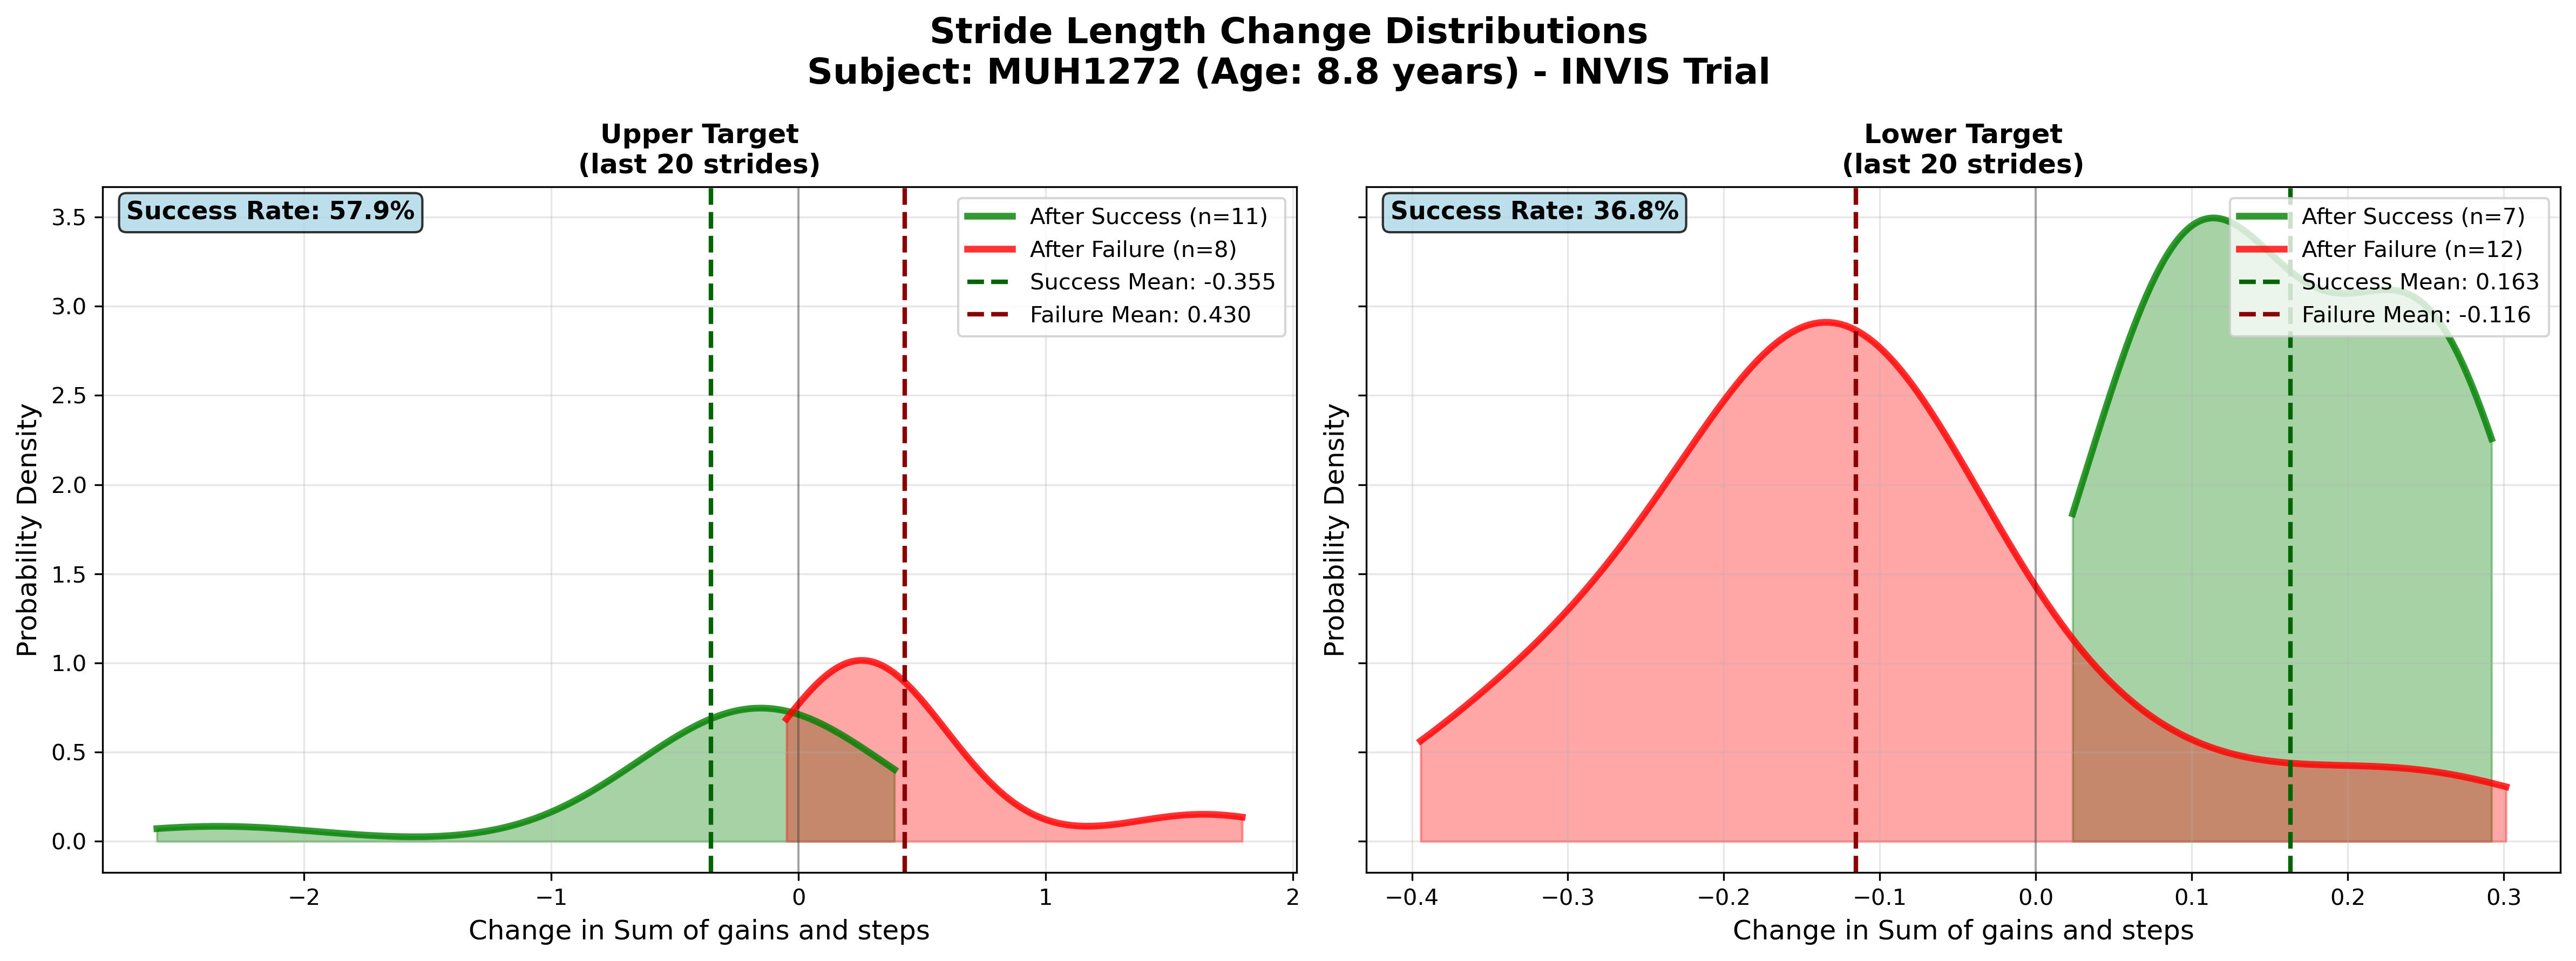 Stride Length Change Distributions
Subject: MUH1272 (Age: 8.8 years) - INVIS Trial
Upper Target
(last 20 strides)
Success Rate: 57.9%
After Success (n=11)
After Failure (n=8)
Success Mean: -0.355
Failure Mean: 0.430
Probability Density
3.5
3.0
2.5
2.0
1.5
1.0
0.5
0.0
−2
−1
0
1
2
Change in Sum of gains and steps
Lower Target
(last 20 strides)
Success Rate: 36.8%
After Success (n=7)
After Failure (n=12)
Success Mean: 0.163
Failure Mean: -0.116
Probability Density
−0.4
−0.3
−0.2
−0.1
0.0
0.1
0.2
0.3
Change in Sum of gains and steps